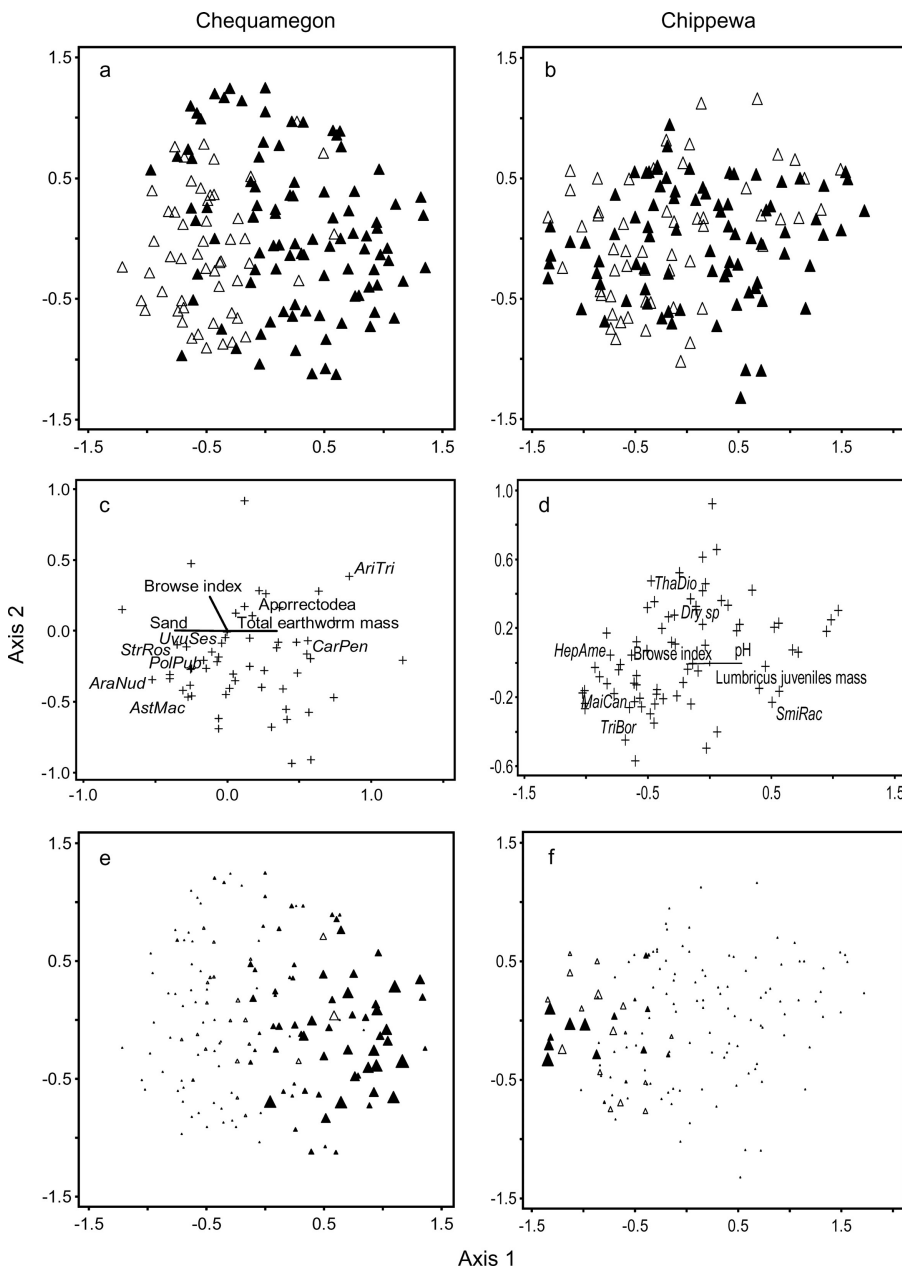 Chequamegon Chippewa
a
1.5
0.5
-0.5
-1.5
-1.5 -0.5 0.5 1.5
b
1.5
0.5
-0.5
-1.5
-1.5 -0.5 0.5 1.5
Axis 2
c
1.0
0.5
0.0
-0.5
-1.0
AriTri
Browse index
Aporrectodea
Sand Total earthworm mass
UvuSes
StrRos CarPen
PolPub
AraNud
AstMac
-1.0 0.0 1.0
d
1.0
0.6
0.2
-0.2
-0.6
ThaDio
Dry sp
HepAme
Browse index pH
Lumbricus juveniles mass
MaiCan
SmiRac
TriBor
-1.5 -0.5 0.5 1.5
e
1.5
0.5
-0.5
-1.5
-1.5 -0.5 0.5 1.5
f
1.5
0.5
-0.5
-1.5
-1.5 -0.5 0.5 1.5
Axis 1